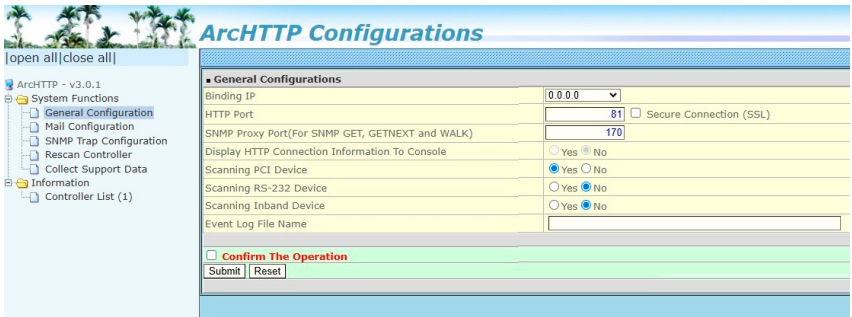 ArcHTTP Configurations
|open all|close all|
ArcHTTP - v3.0.1
System Functions
General Configuration
Mail Configuration
SNMP Trap Configuration
Rescan Controller
Collect Support Data
Information
Controller List (1)
General Configurations
Binding IP 0.0.0.0
HTTP Port 81 Secure Connection (SSL)
SNMP Proxy Port(For SNMP GET, GETNEXT and WALK) 170
Display HTTP Connection Information To Console Yes No
Scanning PCI Device Yes No
Scanning RS-232 Device Yes No
Scanning Inband Device Yes No
Event Log File Name
Confirm The Operation
Submit Reset